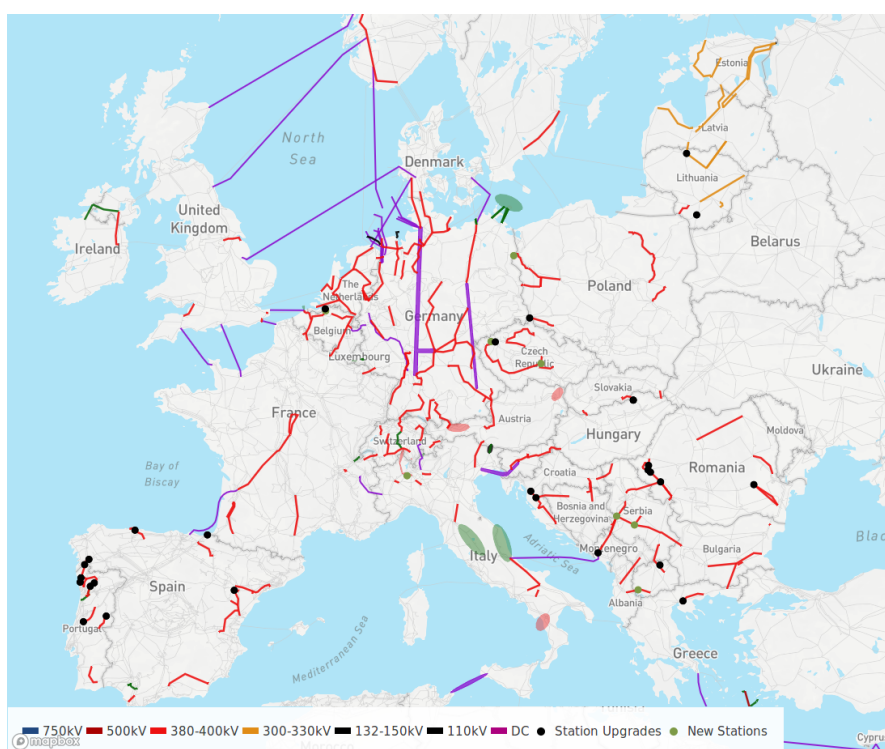 Estonia
North
Sea
Latvia
Denmark
Lithuania
United
Kingdom
Ireland
Belarus
The
Netherlands
Poland
Germany
Belgium
Luxembourg
Czech
Republic
Ukraine
Slovakia
France
Austria
Moldova
Switzerland
Hungary
Bay of
Biscay
Romania
Croatia
Bosnia and
Herzegovina
Serbia
Italy
Adriatic Sea
Montenegro
Bulgaria
Black
Spain
Albania
Portugal
Mediterranean Sea
Greece
750kV 500kV 380-400kV 300-330kV 132-150kV 110kV DC Station Upgrades New Stations
mapbox
Morocco
Cyprus